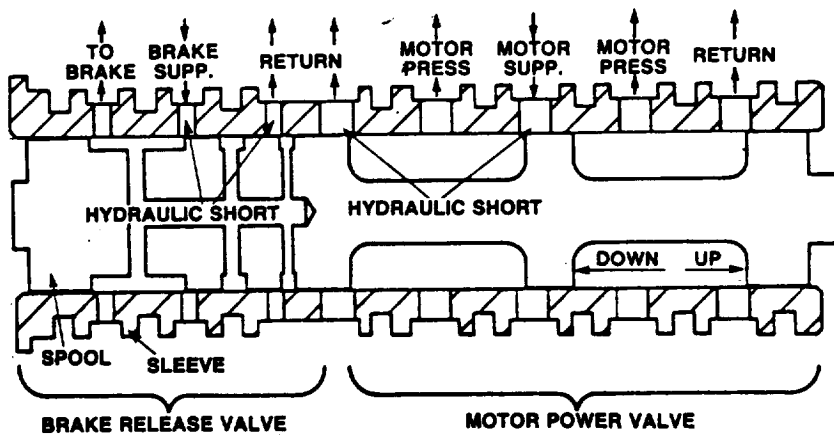 TO
BRAKE
BRAKE
SUPP.
RETURN
MOTOR
PRESS
MOTOR
SUPP.
MOTOR
PRESS
RETURN
HYDRAULIC SHORT
HYDRAULIC SHORT
DOWN UP
SPOOL
SLEEVE
BRAKE RELEASE VALVE
MOTOR POWER VALVE